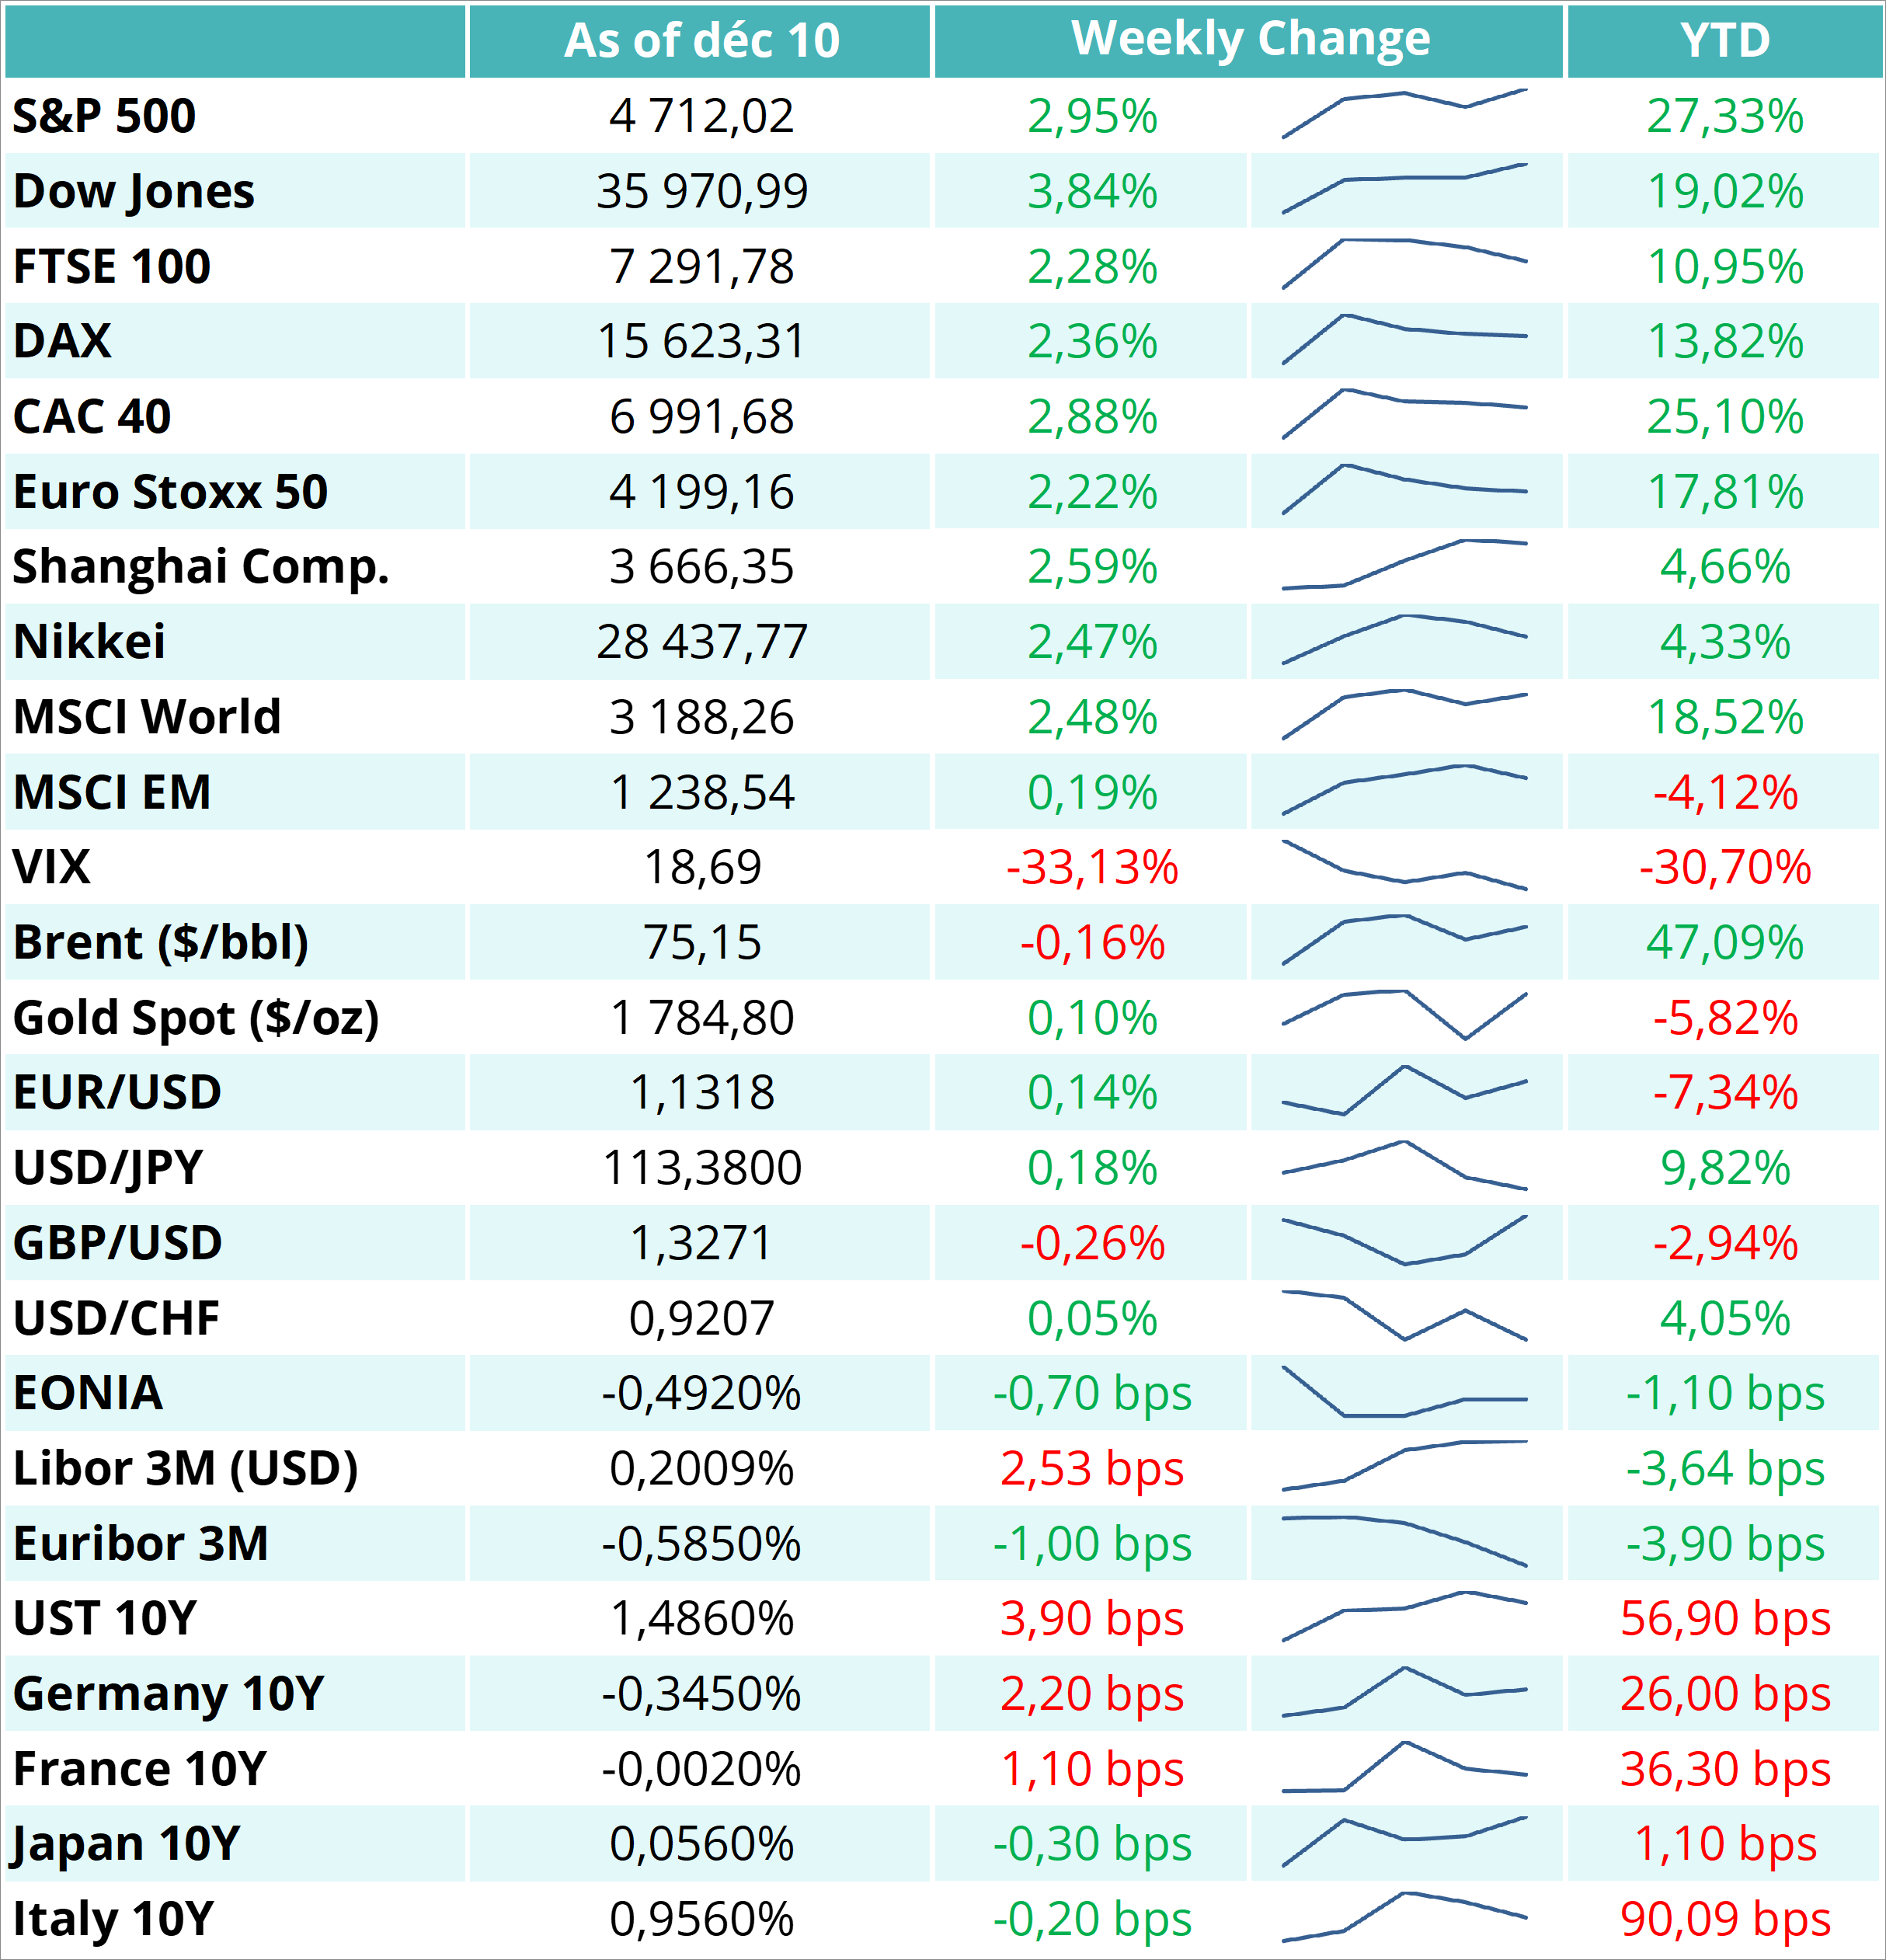 As of déc 10 Weekly Change YTD
S&P 500 4 712,02 2,95% 27,33%
Dow Jones 35 970,99 3,84% 19,02%
FTSE 100 7 291,78 2,28% 10,95%
DAX 15 623,31 2,36% 13,82%
CAC 40 6 991,68 2,88% 25,10%
Euro Stoxx 50 4 199,16 2,22% 17,81%
Shanghai Comp. 3 666,35 2,59% 4,66%
Nikkei 28 437,77 2,47% 4,33%
MSCI World 3 188,26 2,48% 18,52%
MSCI EM 1 238,54 0,19% -4,12%
VIX 18,69 -33,13% -30,70%
Brent ($/bbl) 75,15 -0,16% 47,09%
Gold Spot ($/oz) 1 784,80 0,10% -5,82%
EUR/USD 1,1318 0,14% -7,34%
USD/JPY 113,3800 0,18% 9,82%
GBP/USD 1,3271 -0,26% -2,94%
USD/CHF 0,9207 0,05% 4,05%
EONIA -0,4920% -0,70 bps -1,10 bps
Libor 3M (USD) 0,2009% 2,53 bps -3,64 bps
Euribor 3M -0,5850% -1,00 bps -3,90 bps
UST 10Y 1,4860% 3,90 bps 56,90 bps
Germany 10Y -0,3450% 2,20 bps 26,00 bps
France 10Y -0,0020% 1,10 bps 36,30 bps
Japan 10Y 0,0560% -0,30 bps 1,10 bps
Italy 10Y 0,9560% -0,20 bps 90,09 bps